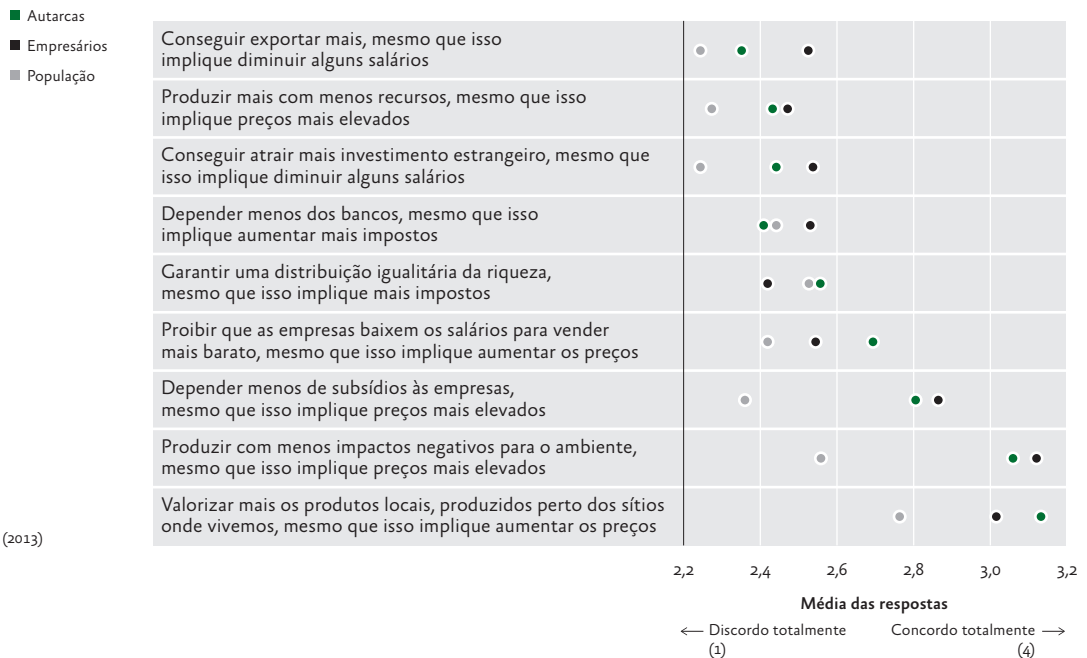 Autarcas
Empresários
População
Conseguir exportar mais, mesmo que isso
implique diminuir alguns salários
Produzir mais com menos recursos, mesmo que isso
implique preços mais elevados
Conseguir atrair mais investimento estrangeiro, mesmo que
isso implique diminuir alguns salários
Depender menos dos bancos, mesmo que isso
implique aumentar mais impostos
Garantir uma distribuição igualitária da riqueza,
mesmo que isso implique mais impostos
Proibir que as empresas baixem os salários para vender
mais barato, mesmo que isso implique aumentar os preços
Depender menos de subsídios às empresas,
mesmo que isso implique preços mais elevados
Produzir com menos impactos negativos para o ambiente,
mesmo que isso implique preços mais elevados
Valorizar mais os produtos locais, produzidos perto dos sítios
onde vivemos, mesmo que isso implique aumentar os preços
(2013)
2,2 2,4 2,6 2,8 3,0 3,2
Média das respostas
← Discordo totalmente Concordo totalmente →
(1) (4)